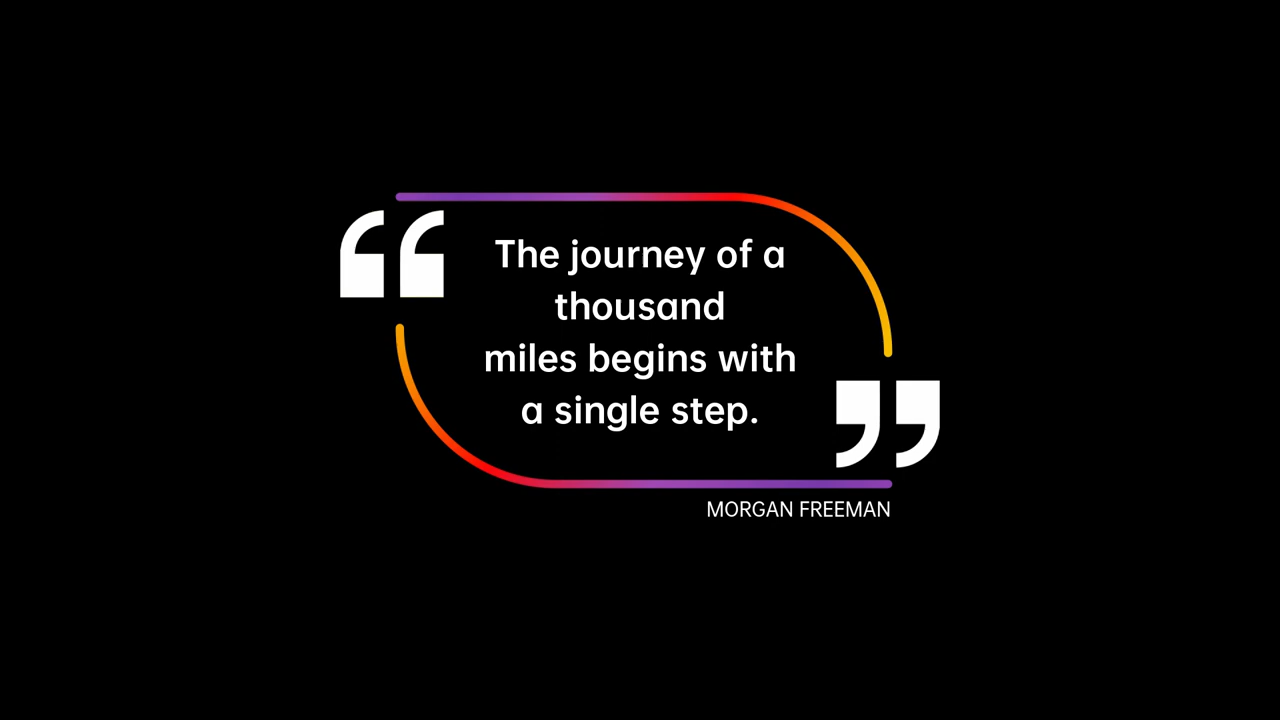 The journey of a
thousand
miles begins with
a single step.
MORGAN FREEMAN